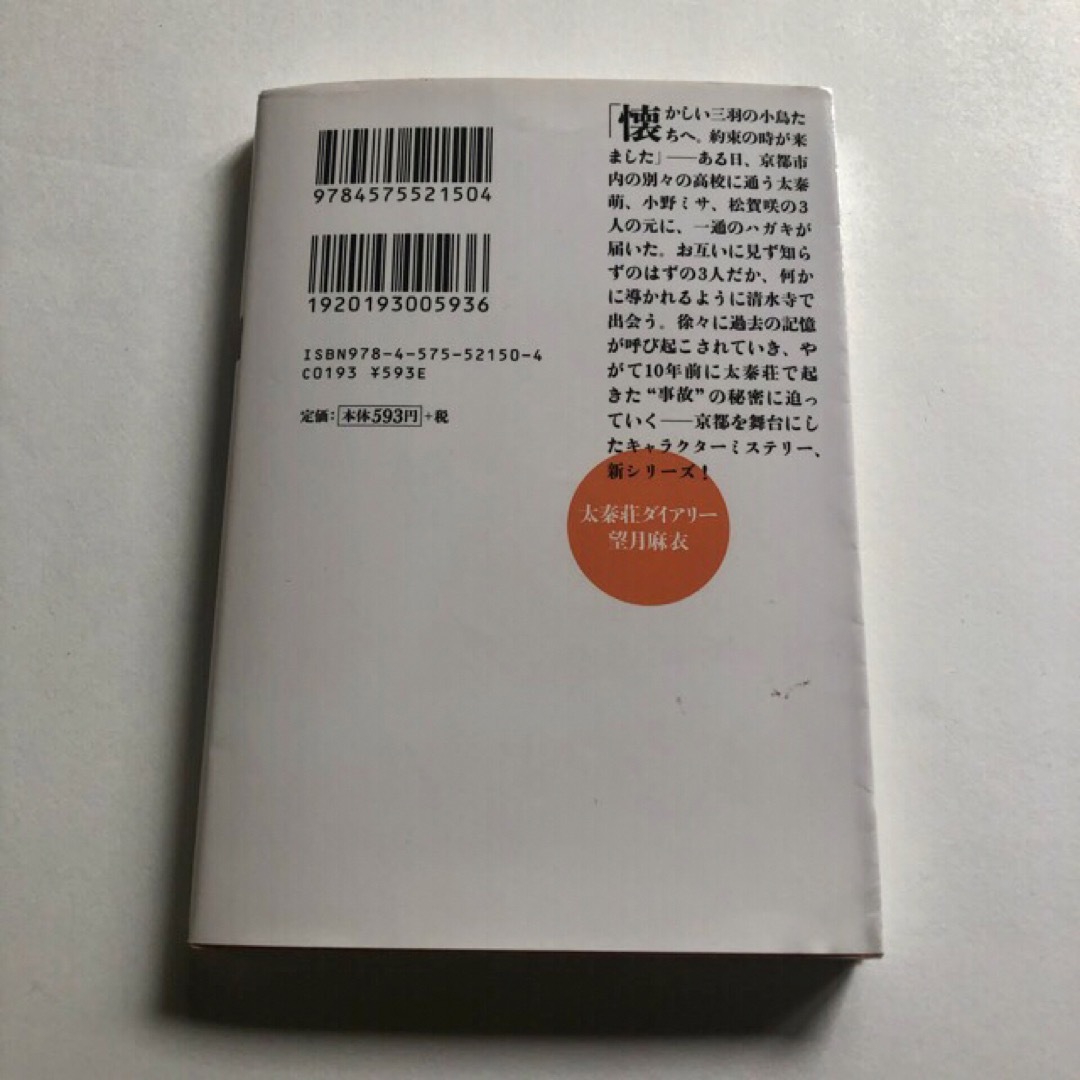 9784575521504
1920193005936
ISBN978-4-575-52150-4
C0193 ¥593E
定価:本体593円+税
「懐かしい三羽の小鳥た
ちへ。約束の時が来
ました」──ある日、京都市
内の別々の高校に通う太秦
萌、小野ミサ、松賀咲の3
人の元に、一通のハガキが
届いた。お互いに見ず知ら
ずのはずの3人だが、何か
に導かれるように清水寺で
出会う。徐々に過去の記憶
が呼び起こされていき、や
がて10年前に太秦荘で起
きた“事故”の秘密に迫っ
ていく──京都を舞台にし
たキャラクターミステリー、
新シリーズ!
太秦荘ダイアリー
望月麻衣